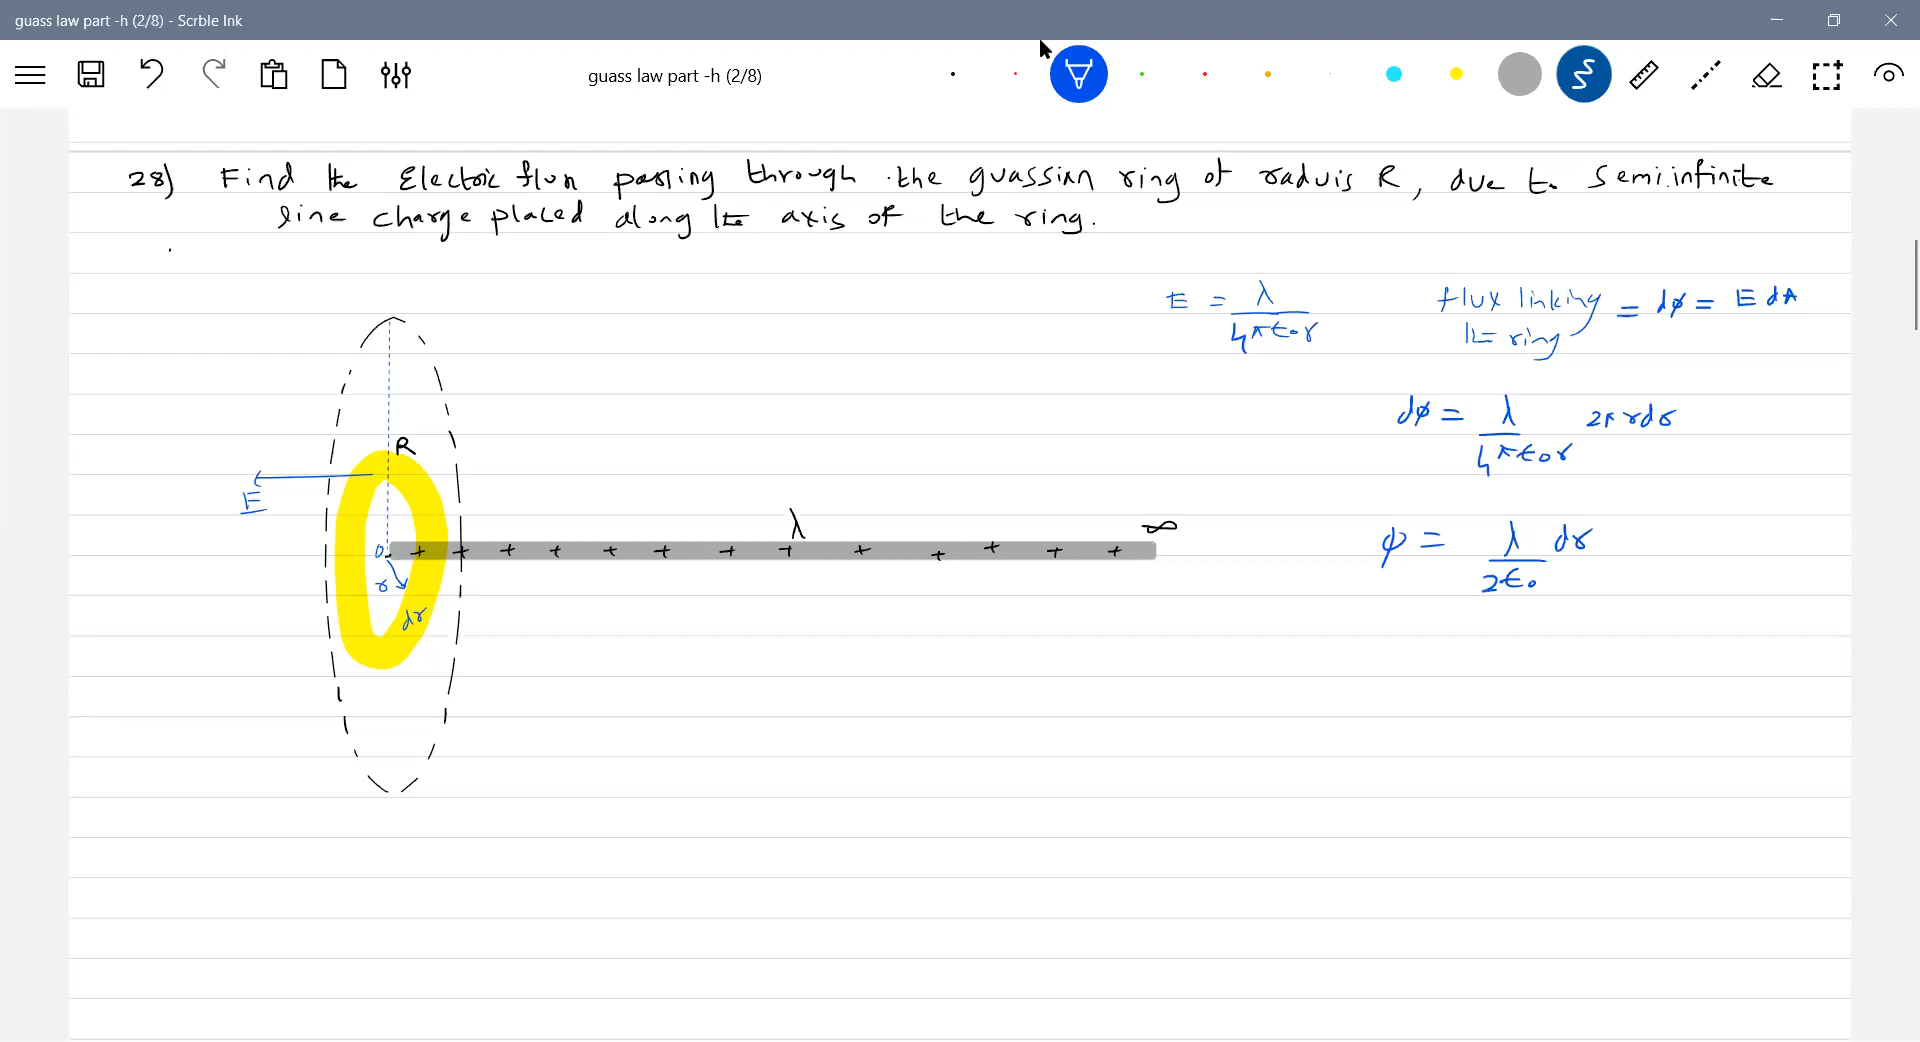 guass law part -h (2/8) - Scrble Ink
guass law part -h (2/8)
28) Find the Electric flux passing through the guassian ring of raduis R, due to semi infinite
line charge placed along the axis of the ring.
E = λ / 4πε₀r
flux linking the ring = dφ = E dA
dφ = λ / 4πε₀r 2πrdr
φ = λ / 2ε₀ dr
R
E
λ
∞
0
+ + + + + + + + + + + + +
r
dr